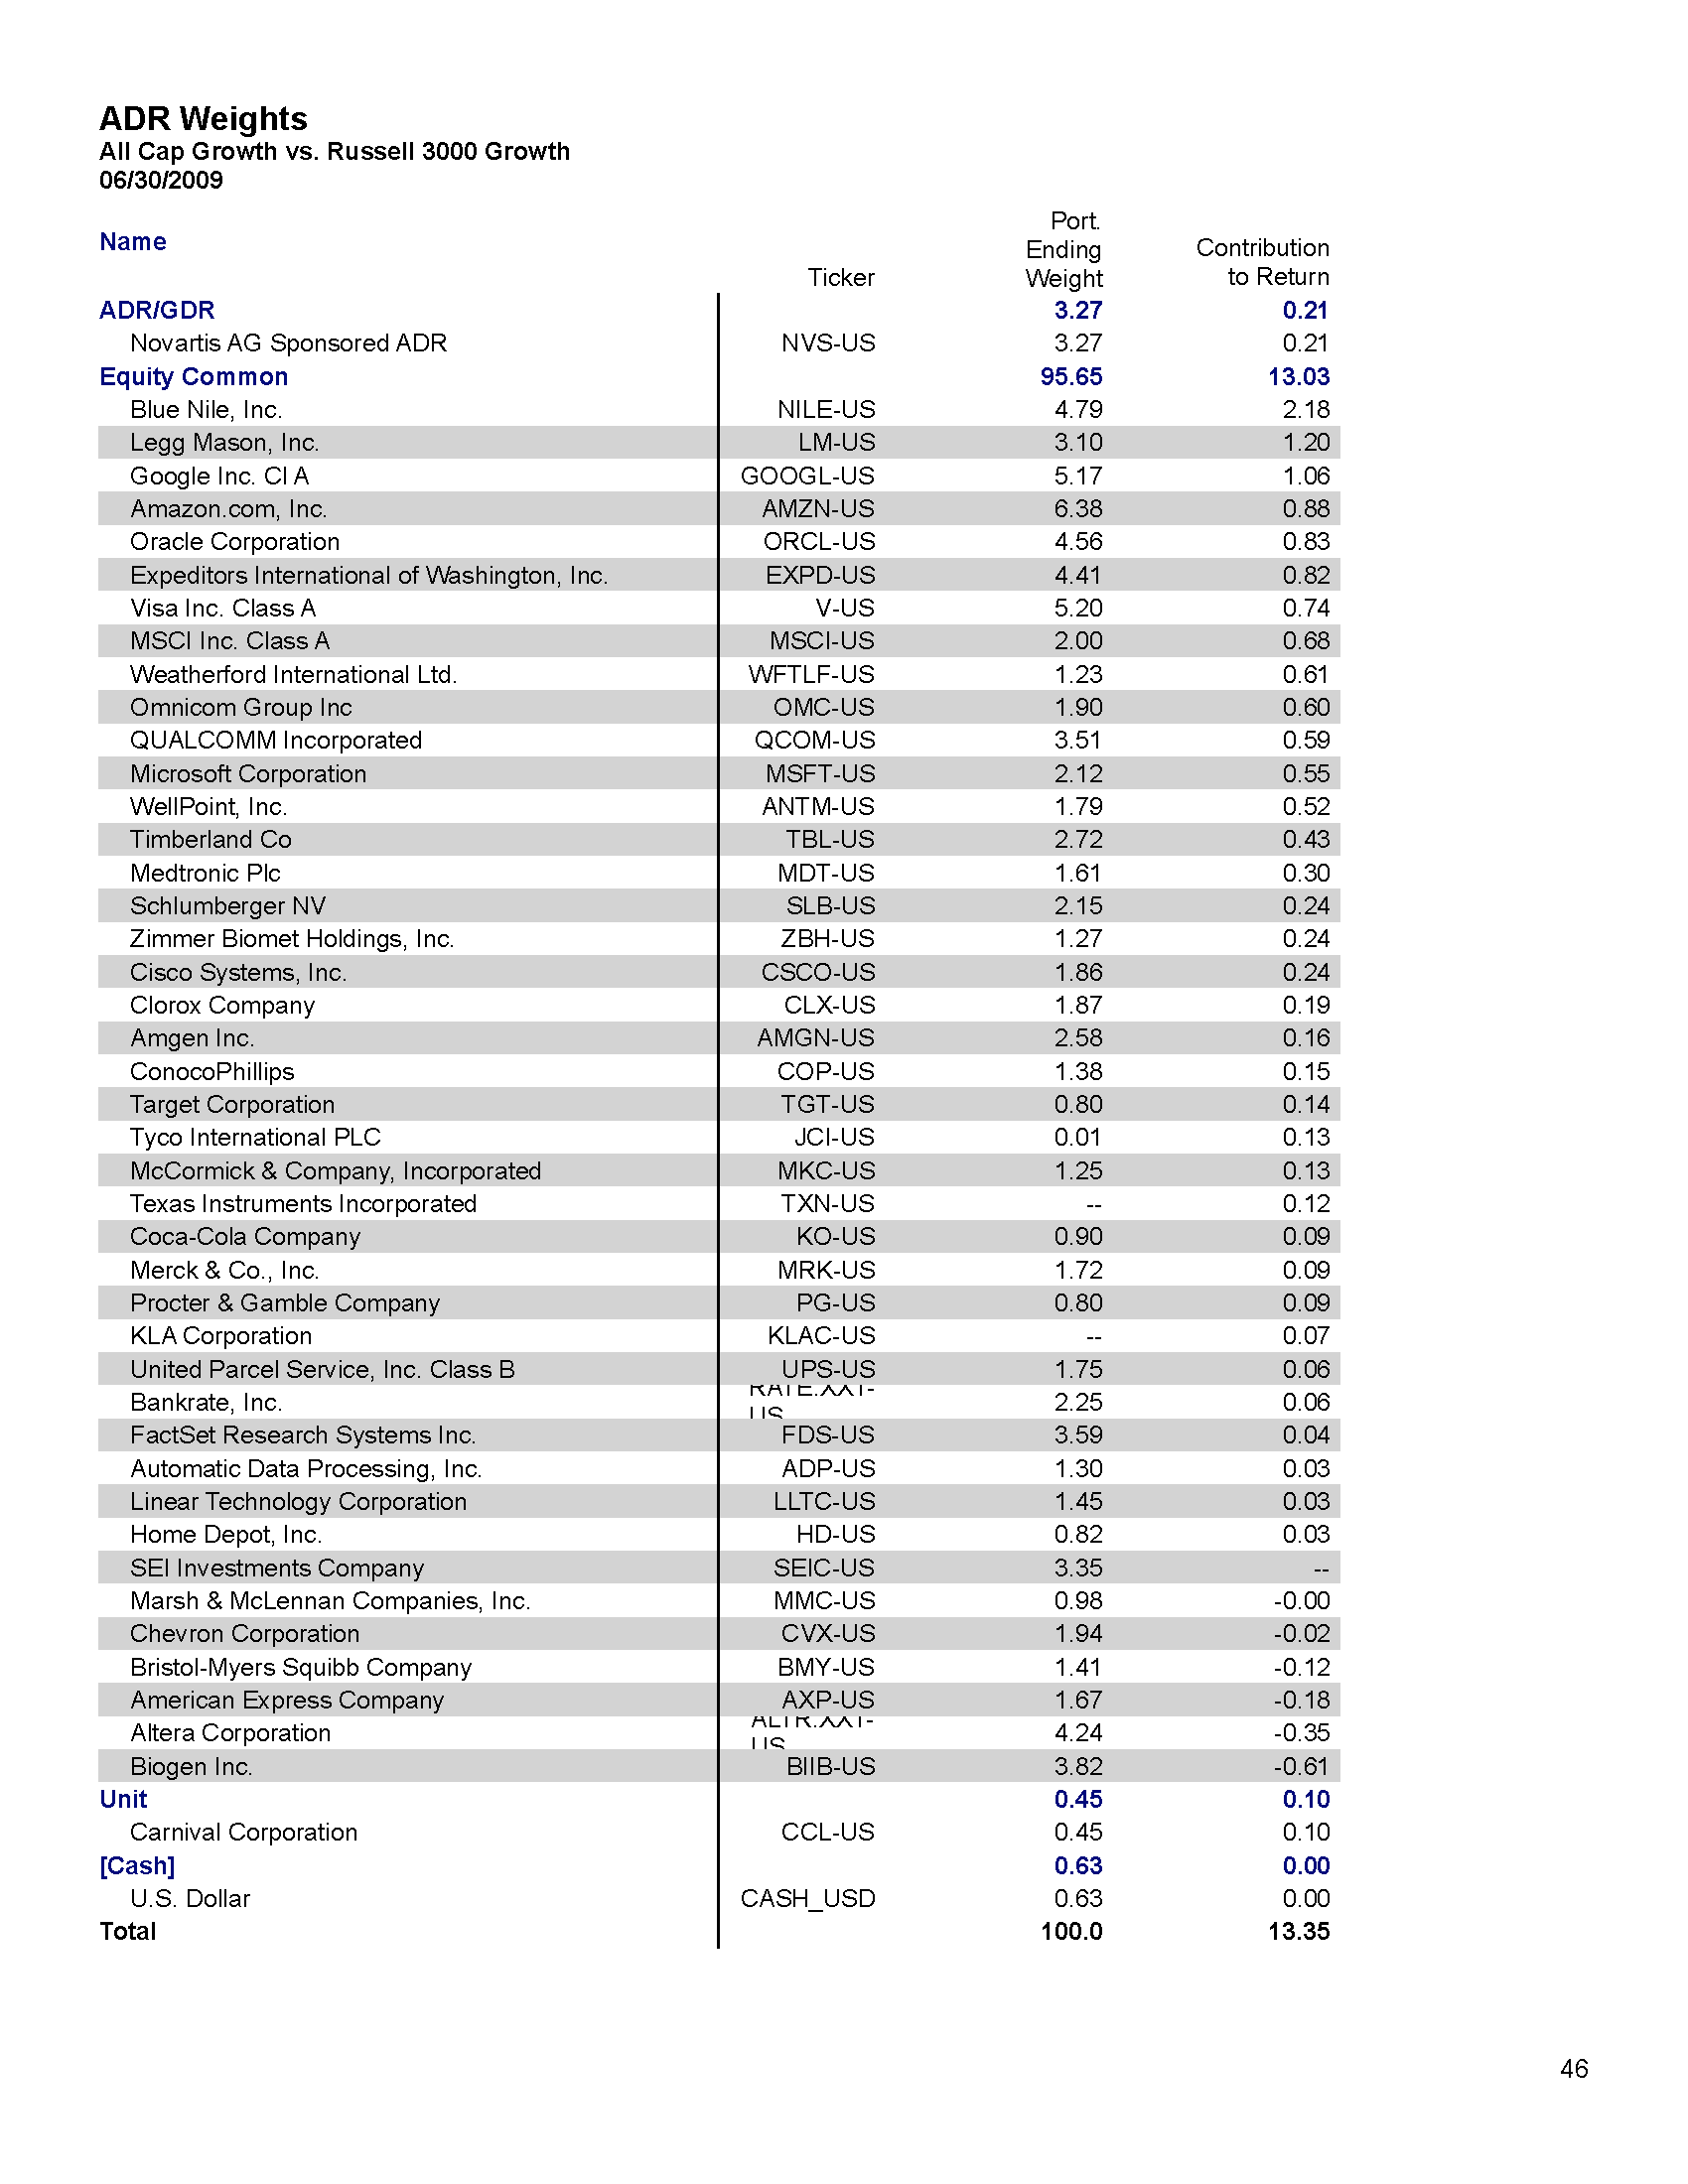 ADR Weights
All Cap Growth vs. Russell 3000 Growth
06/30/2009
Name Ticker Port. Ending Weight Contribution to Return
ADR/GDR 3.27 0.21
Novartis AG Sponsored ADR NVS-US 3.27 0.21
Equity Common 95.65 13.03
Blue Nile, Inc. NILE-US 4.79 2.18
Legg Mason, Inc. LM-US 3.10 1.20
Google Inc. Cl A GOOGL-US 5.17 1.06
Amazon.com, Inc. AMZN-US 6.38 0.88
Oracle Corporation ORCL-US 4.56 0.83
Expeditors International of Washington, Inc. EXPD-US 4.41 0.82
Visa Inc. Class A V-US 5.20 0.74
MSCI Inc. Class A MSCI-US 2.00 0.68
Weatherford International Ltd. WFTLF-US 1.23 0.61
Omnicom Group Inc OMC-US 1.90 0.60
QUALCOMM Incorporated QCOM-US 3.51 0.59
Microsoft Corporation MSFT-US 2.12 0.55
WellPoint, Inc. ANTM-US 1.79 0.52
Timberland Co TBL-US 2.72 0.43
Medtronic Plc MDT-US 1.61 0.30
Schlumberger NV SLB-US 2.15 0.24
Zimmer Biomet Holdings, Inc. ZBH-US 1.27 0.24
Cisco Systems, Inc. CSCO-US 1.86 0.24
Clorox Company CLX-US 1.87 0.19
Amgen Inc. AMGN-US 2.58 0.16
ConocoPhillips COP-US 1.38 0.15
Target Corporation TGT-US 0.80 0.14
Tyco International PLC JCI-US 0.01 0.13
McCormick & Company, Incorporated MKC-US 1.25 0.13
Texas Instruments Incorporated TXN-US -- 0.12
Coca-Cola Company KO-US 0.90 0.09
Merck & Co., Inc. MRK-US 1.72 0.09
Procter & Gamble Company PG-US 0.80 0.09
KLA Corporation KLAC-US -- 0.07
United Parcel Service, Inc. Class B UPS-US 1.75 0.06
Bankrate, Inc. RATE.XX1-US 2.25 0.06
FactSet Research Systems Inc. FDS-US 3.59 0.04
Automatic Data Processing, Inc. ADP-US 1.30 0.03
Linear Technology Corporation LLTC-US 1.45 0.03
Home Depot, Inc. HD-US 0.82 0.03
SEI Investments Company SEIC-US 3.35 --
Marsh & McLennan Companies, Inc. MMC-US 0.98 -0.00
Chevron Corporation CVX-US 1.94 -0.02
Bristol-Myers Squibb Company BMY-US 1.41 -0.12
American Express Company AXP-US 1.67 -0.18
Altera Corporation ALTR.XX1-US 4.24 -0.35
Biogen Inc. BIIB-US 3.82 -0.61
Unit 0.45 0.10
Carnival Corporation CCL-US 0.45 0.10
[Cash] 0.63 0.00
U.S. Dollar CASH_USD 0.63 0.00
Total 100.0 13.35
46